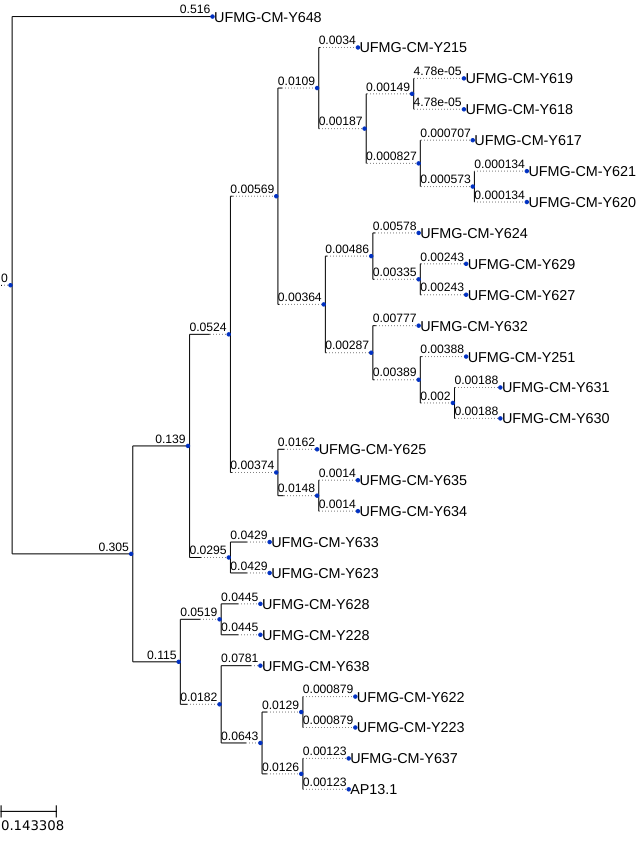 0.516 UFMG-CM-Y648
0.0034 UFMG-CM-Y215
4.78e-05 UFMG-CM-Y619
0.0109 0.00149
4.78e-05 UFMG-CM-Y618
0.00187
0.000707 UFMG-CM-Y617
0.000827
0.000134 UFMG-CM-Y621
0.000573
0.00569
0.000134 UFMG-CM-Y620
0.00578 UFMG-CM-Y624
0.00486
0.00243 UFMG-CM-Y629
0.00335
0
0.00243 UFMG-CM-Y627
0.00364
0.00777 UFMG-CM-Y632
0.0524
0.00287
0.00388 UFMG-CM-Y251
0.00389
0.00188 UFMG-CM-Y631
0.002
0.00188 UFMG-CM-Y630
0.139
0.0162 UFMG-CM-Y625
0.00374
0.0014 UFMG-CM-Y635
0.0148
0.0014 UFMG-CM-Y634
0.0429 UFMG-CM-Y633
0.305 0.0295
0.0429 UFMG-CM-Y623
0.0445 UFMG-CM-Y628
0.0519
0.0445 UFMG-CM-Y228
0.115
0.0781 UFMG-CM-Y638
0.000879 UFMG-CM-Y622
0.0182 0.0129
0.000879 UFMG-CM-Y223
0.0643
0.00123 UFMG-CM-Y637
0.0126
0.00123 AP13.1
0.143308